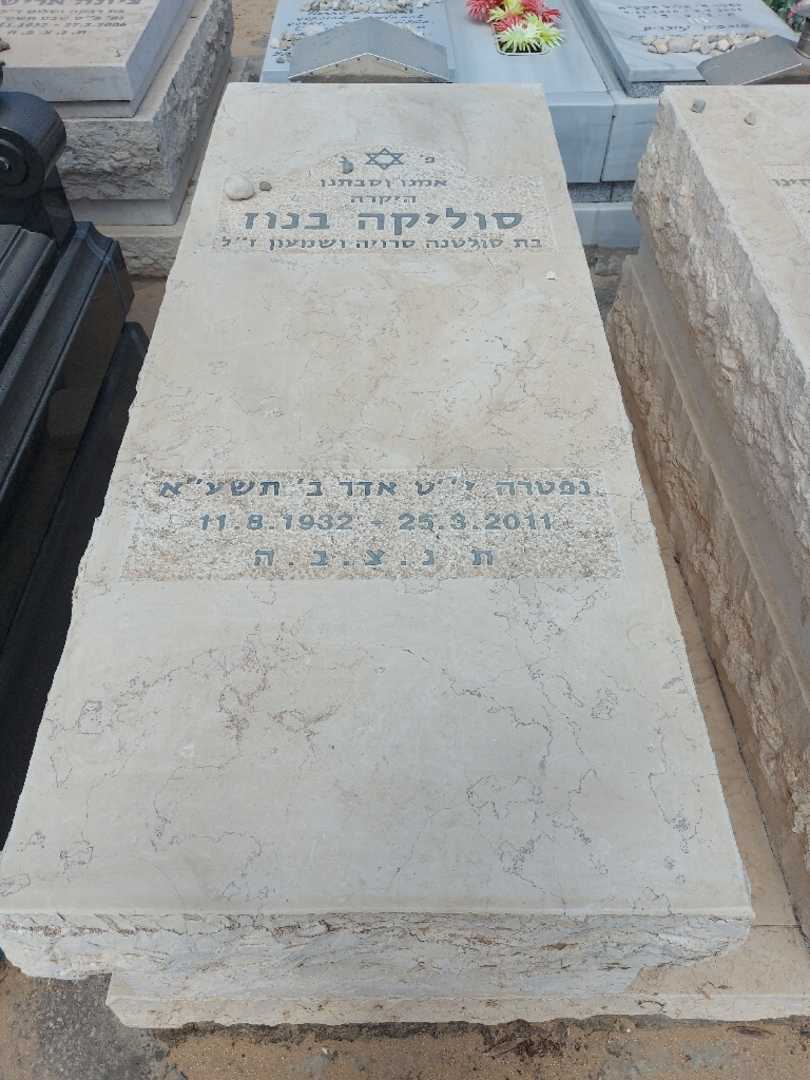 פ'
אמנו וסבתנו
היקרה
סוליקה בנוז
בת סולטנה סרויה ושמעון ז''ל
נפטרה י''ט אדר ב' תשע"א
11.8.1932 - 25.3.2011
ת נ.צ.ב.ה